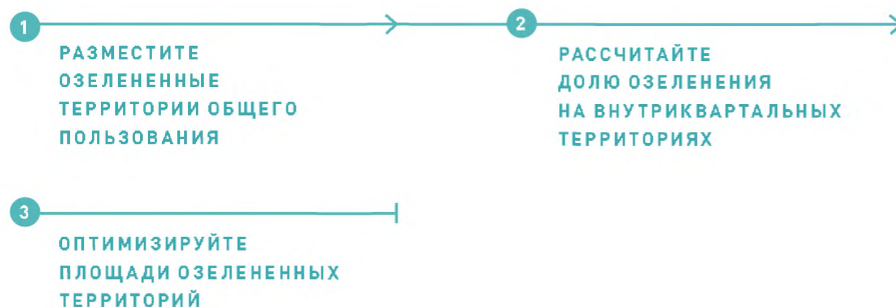 1
РАЗМЕСТИТЕ
ОЗЕЛЕНЕННЫЕ
ТЕРРИТОРИИ ОБЩЕГО
ПОЛЬЗОВАНИЯ
2
РАССЧИТАЙТЕ
ДОЛЮ ОЗЕЛЕНЕНИЯ
НА ВНУТРИКВАРТАЛЬНЫХ
ТЕРРИТОРИЯХ
3
ОПТИМИЗИРУЙТЕ
ПЛОЩАДИ ОЗЕЛЕНЕННЫХ
ТЕРРИТОРИЙ